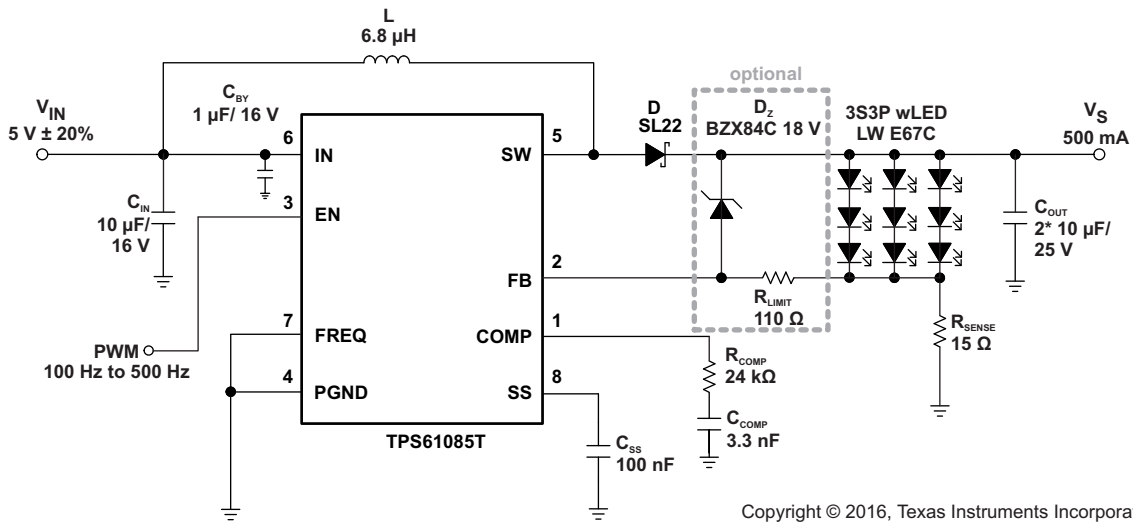 L
6.8 µH
optional
V_IN
5 V ± 20%
C_BY
1 µF/ 16 V
D
SL22
D_Z
BZX84C 18 V
3S3P wLED
LW E67C
V_S
500 mA
6
IN
SW
5
C_IN
10 µF/
16 V
3
EN
C_OUT
2* 10 µF/
25 V
FB
2
R_LIMIT
110 Ω
R_SENSE
15 Ω
7
FREQ
COMP
1
PWM
100 Hz to 500 Hz
R_COMP
24 kΩ
4
PGND
SS
8
C_COMP
3.3 nF
TPS61085T
C_SS
100 nF
Copyright © 2016, Texas Instruments Incorpora